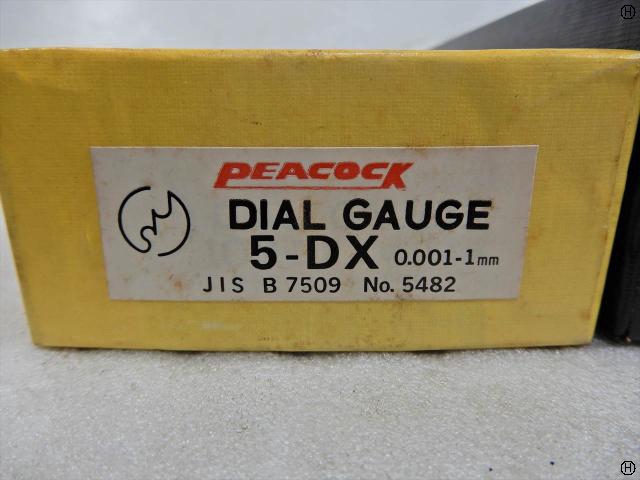 PEACOCK
DIAL GAUGE
5-DX 0.001-1mm
JIS B 7509 No. 5482
H
H